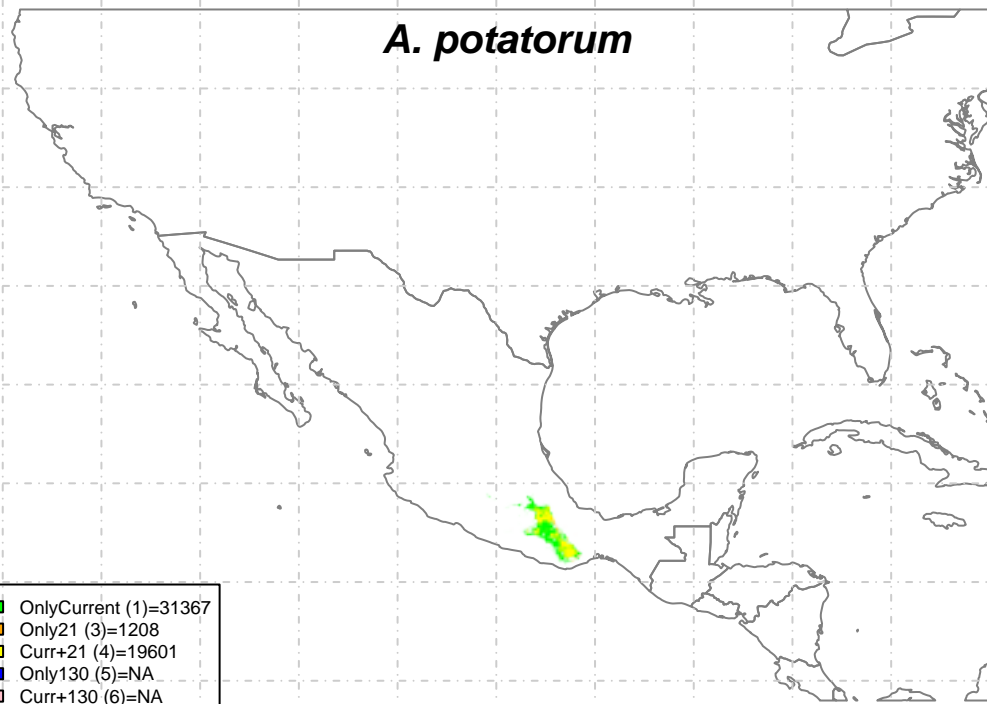 A. potatorum
OnlyCurrent (1)=31367
Only21 (3)=1208
Curr+21 (4)=19601
Only130 (5)=NA
Curr+130 (6)=NA